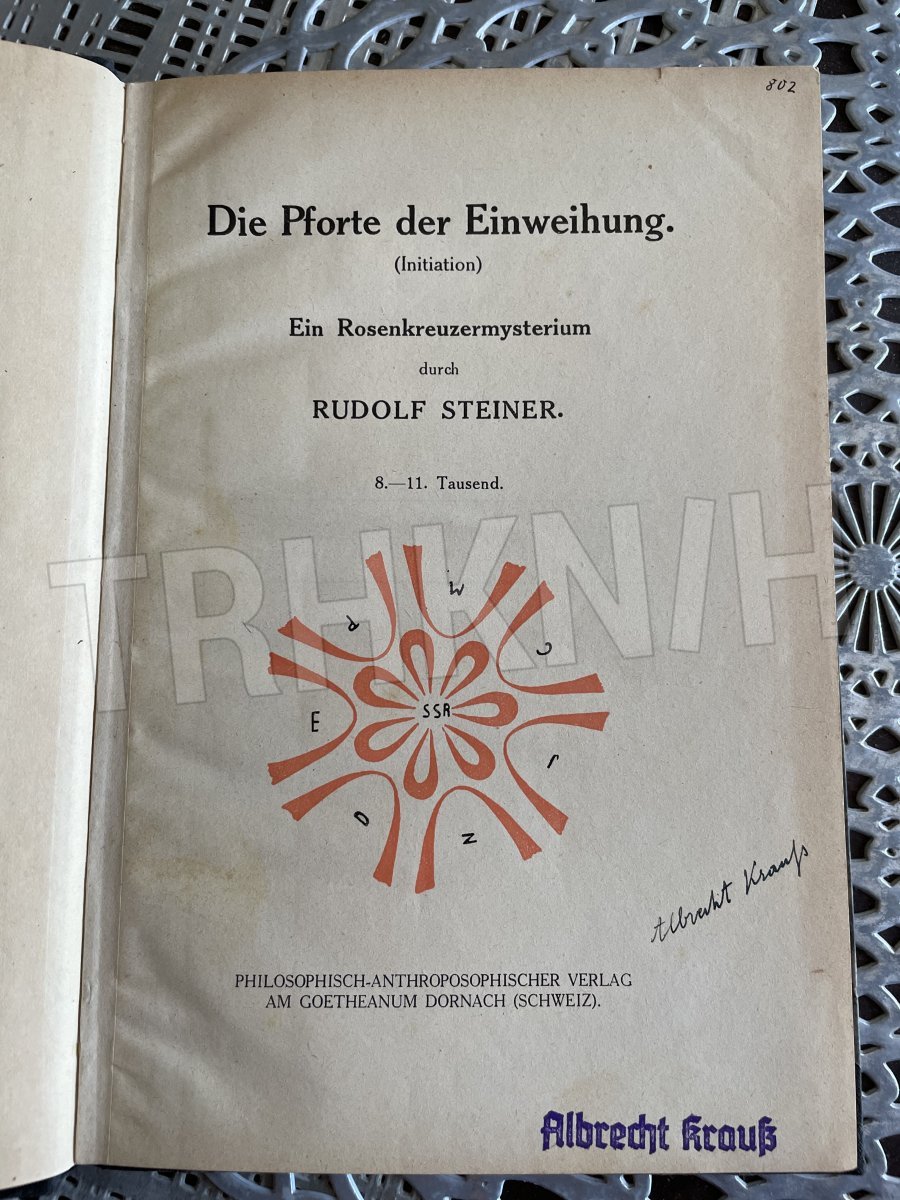 802
Die Pforte der Einweihung.
(Initiation)
Ein Rosenkreuzermysterium
durch
RUDOLF STEINER.
8.—11. Tausend.
TRHKN/H
M
R
C
SSR
E
J
O
N
Albrecht Krauß
PHILOSOPHISCH-ANTHROPOSOPHISCHER VERLAG
AM GOETHEANUM DORNACH (SCHWEIZ).
Albrecht Krauß